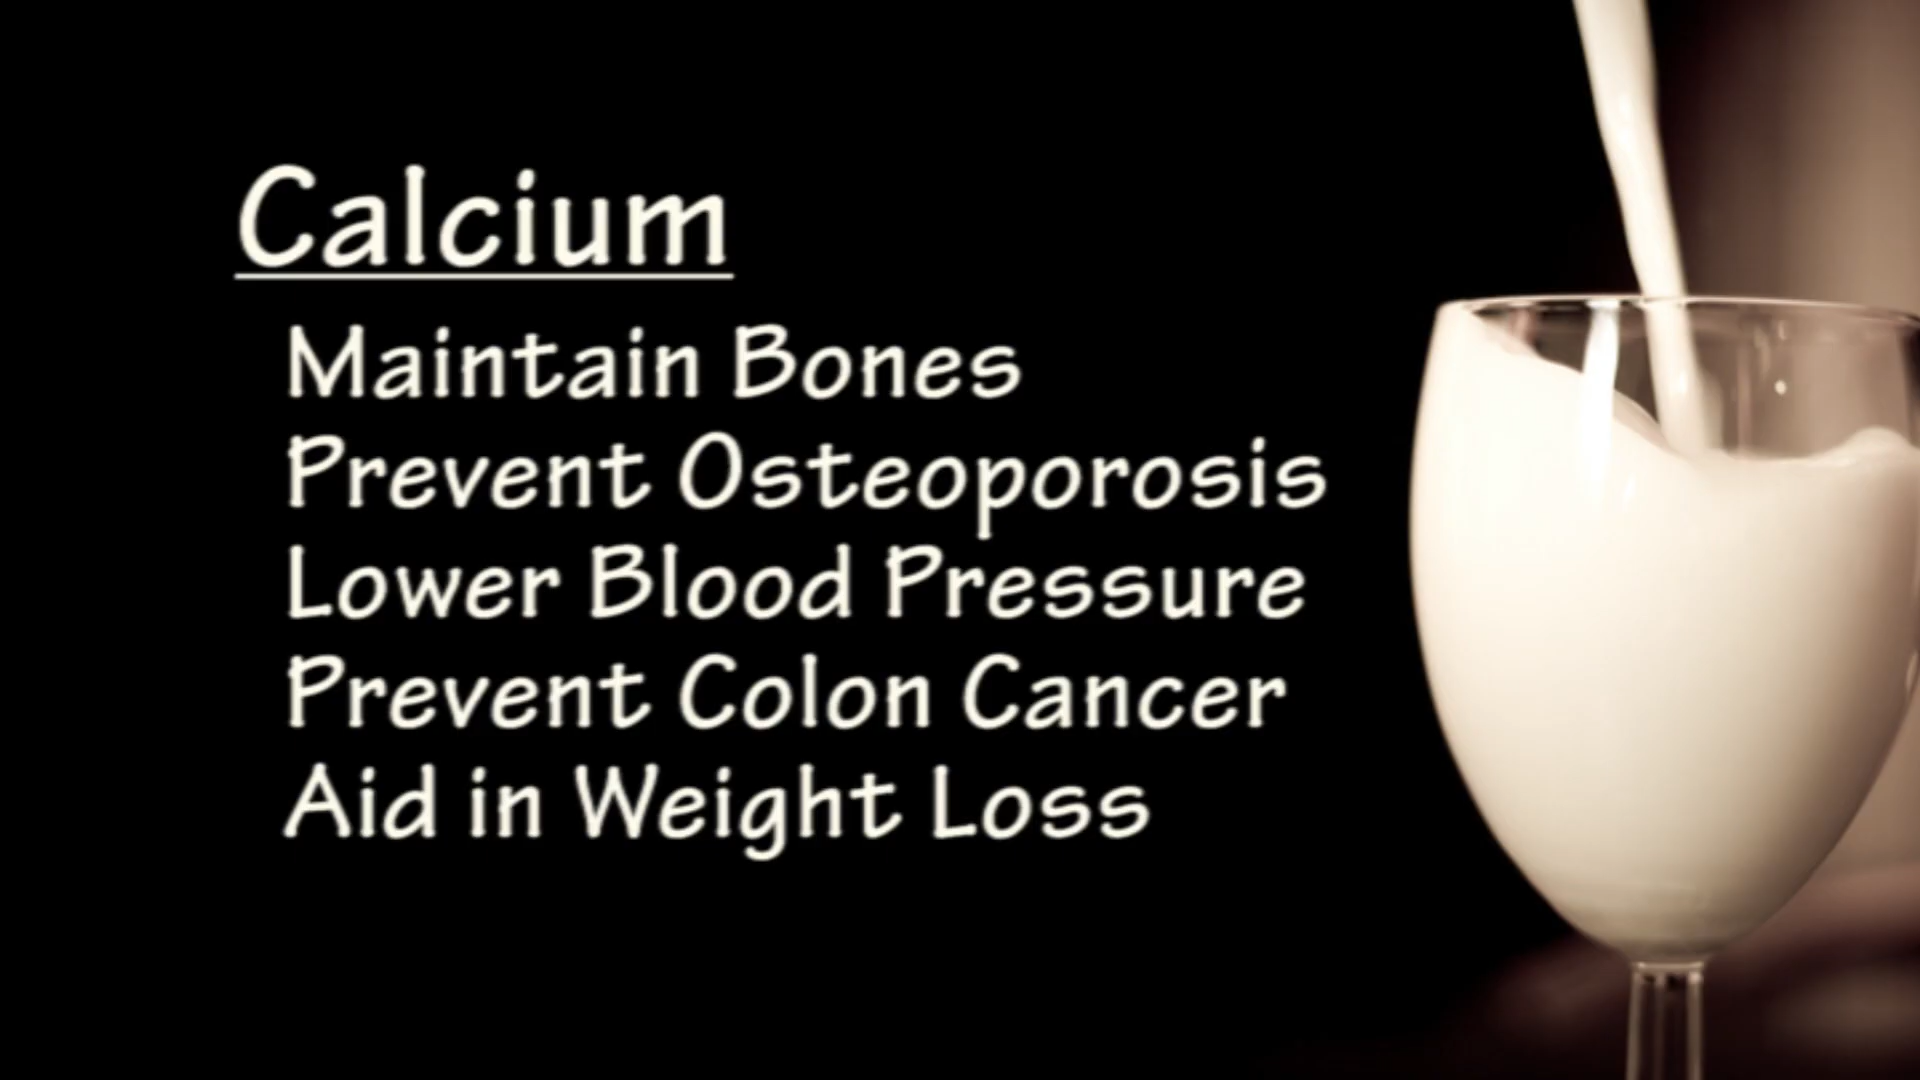 Calcium
Maintain Bones
Prevent Osteoporosis
Lower Blood Pressure
Prevent Colon Cancer
Aid in Weight Loss